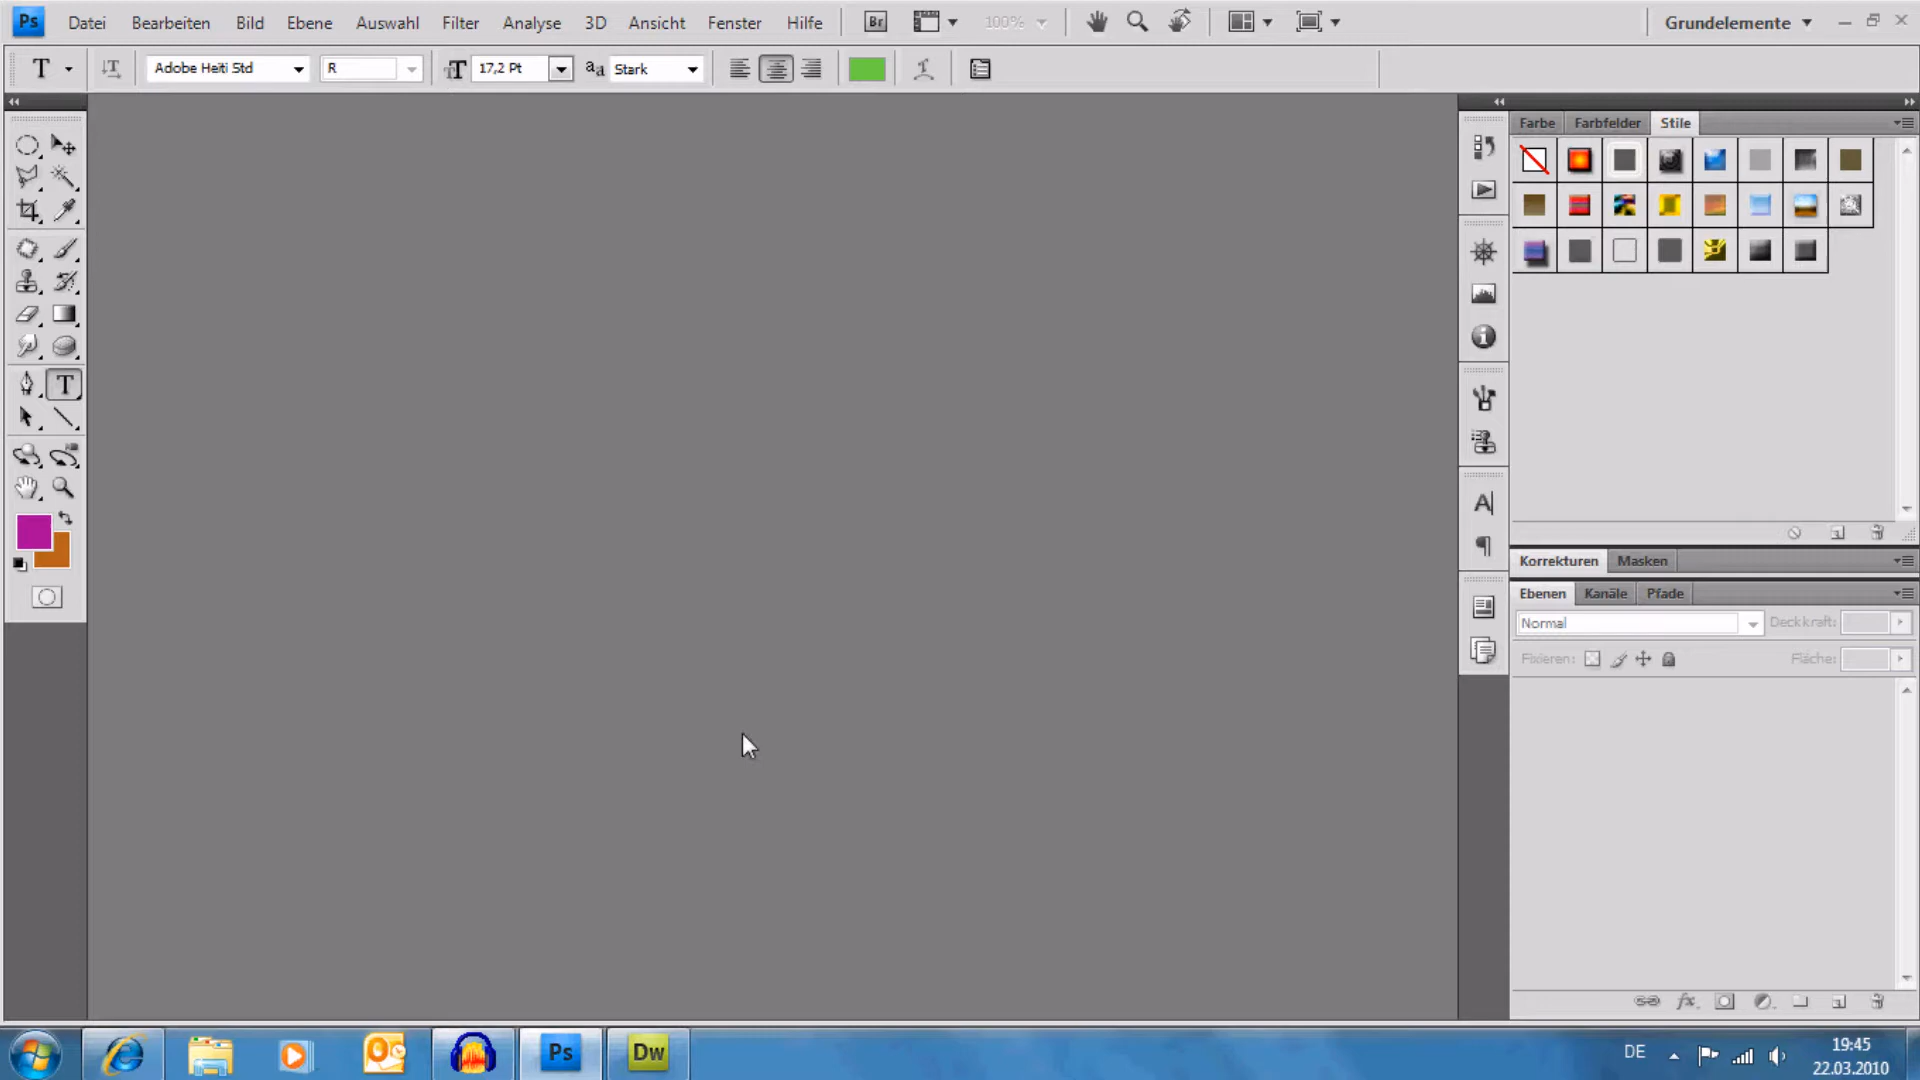 Ps Datei Bearbeiten Bild Ebene Auswahl Filter Analyse 3D Ansicht Fenster Hilfe Br 100% Grundelemente
T T Adobe Heiti Std R T 17,2 Pt aa Stark
Farbe Farbfelder Stile
T
A
Korrekturen Masken
Ebenen Kanäle Pfade
Normal Deckkraft:
Fixieren: Fläche:
fx
Ps Dw DE 19:45
22.03.2010